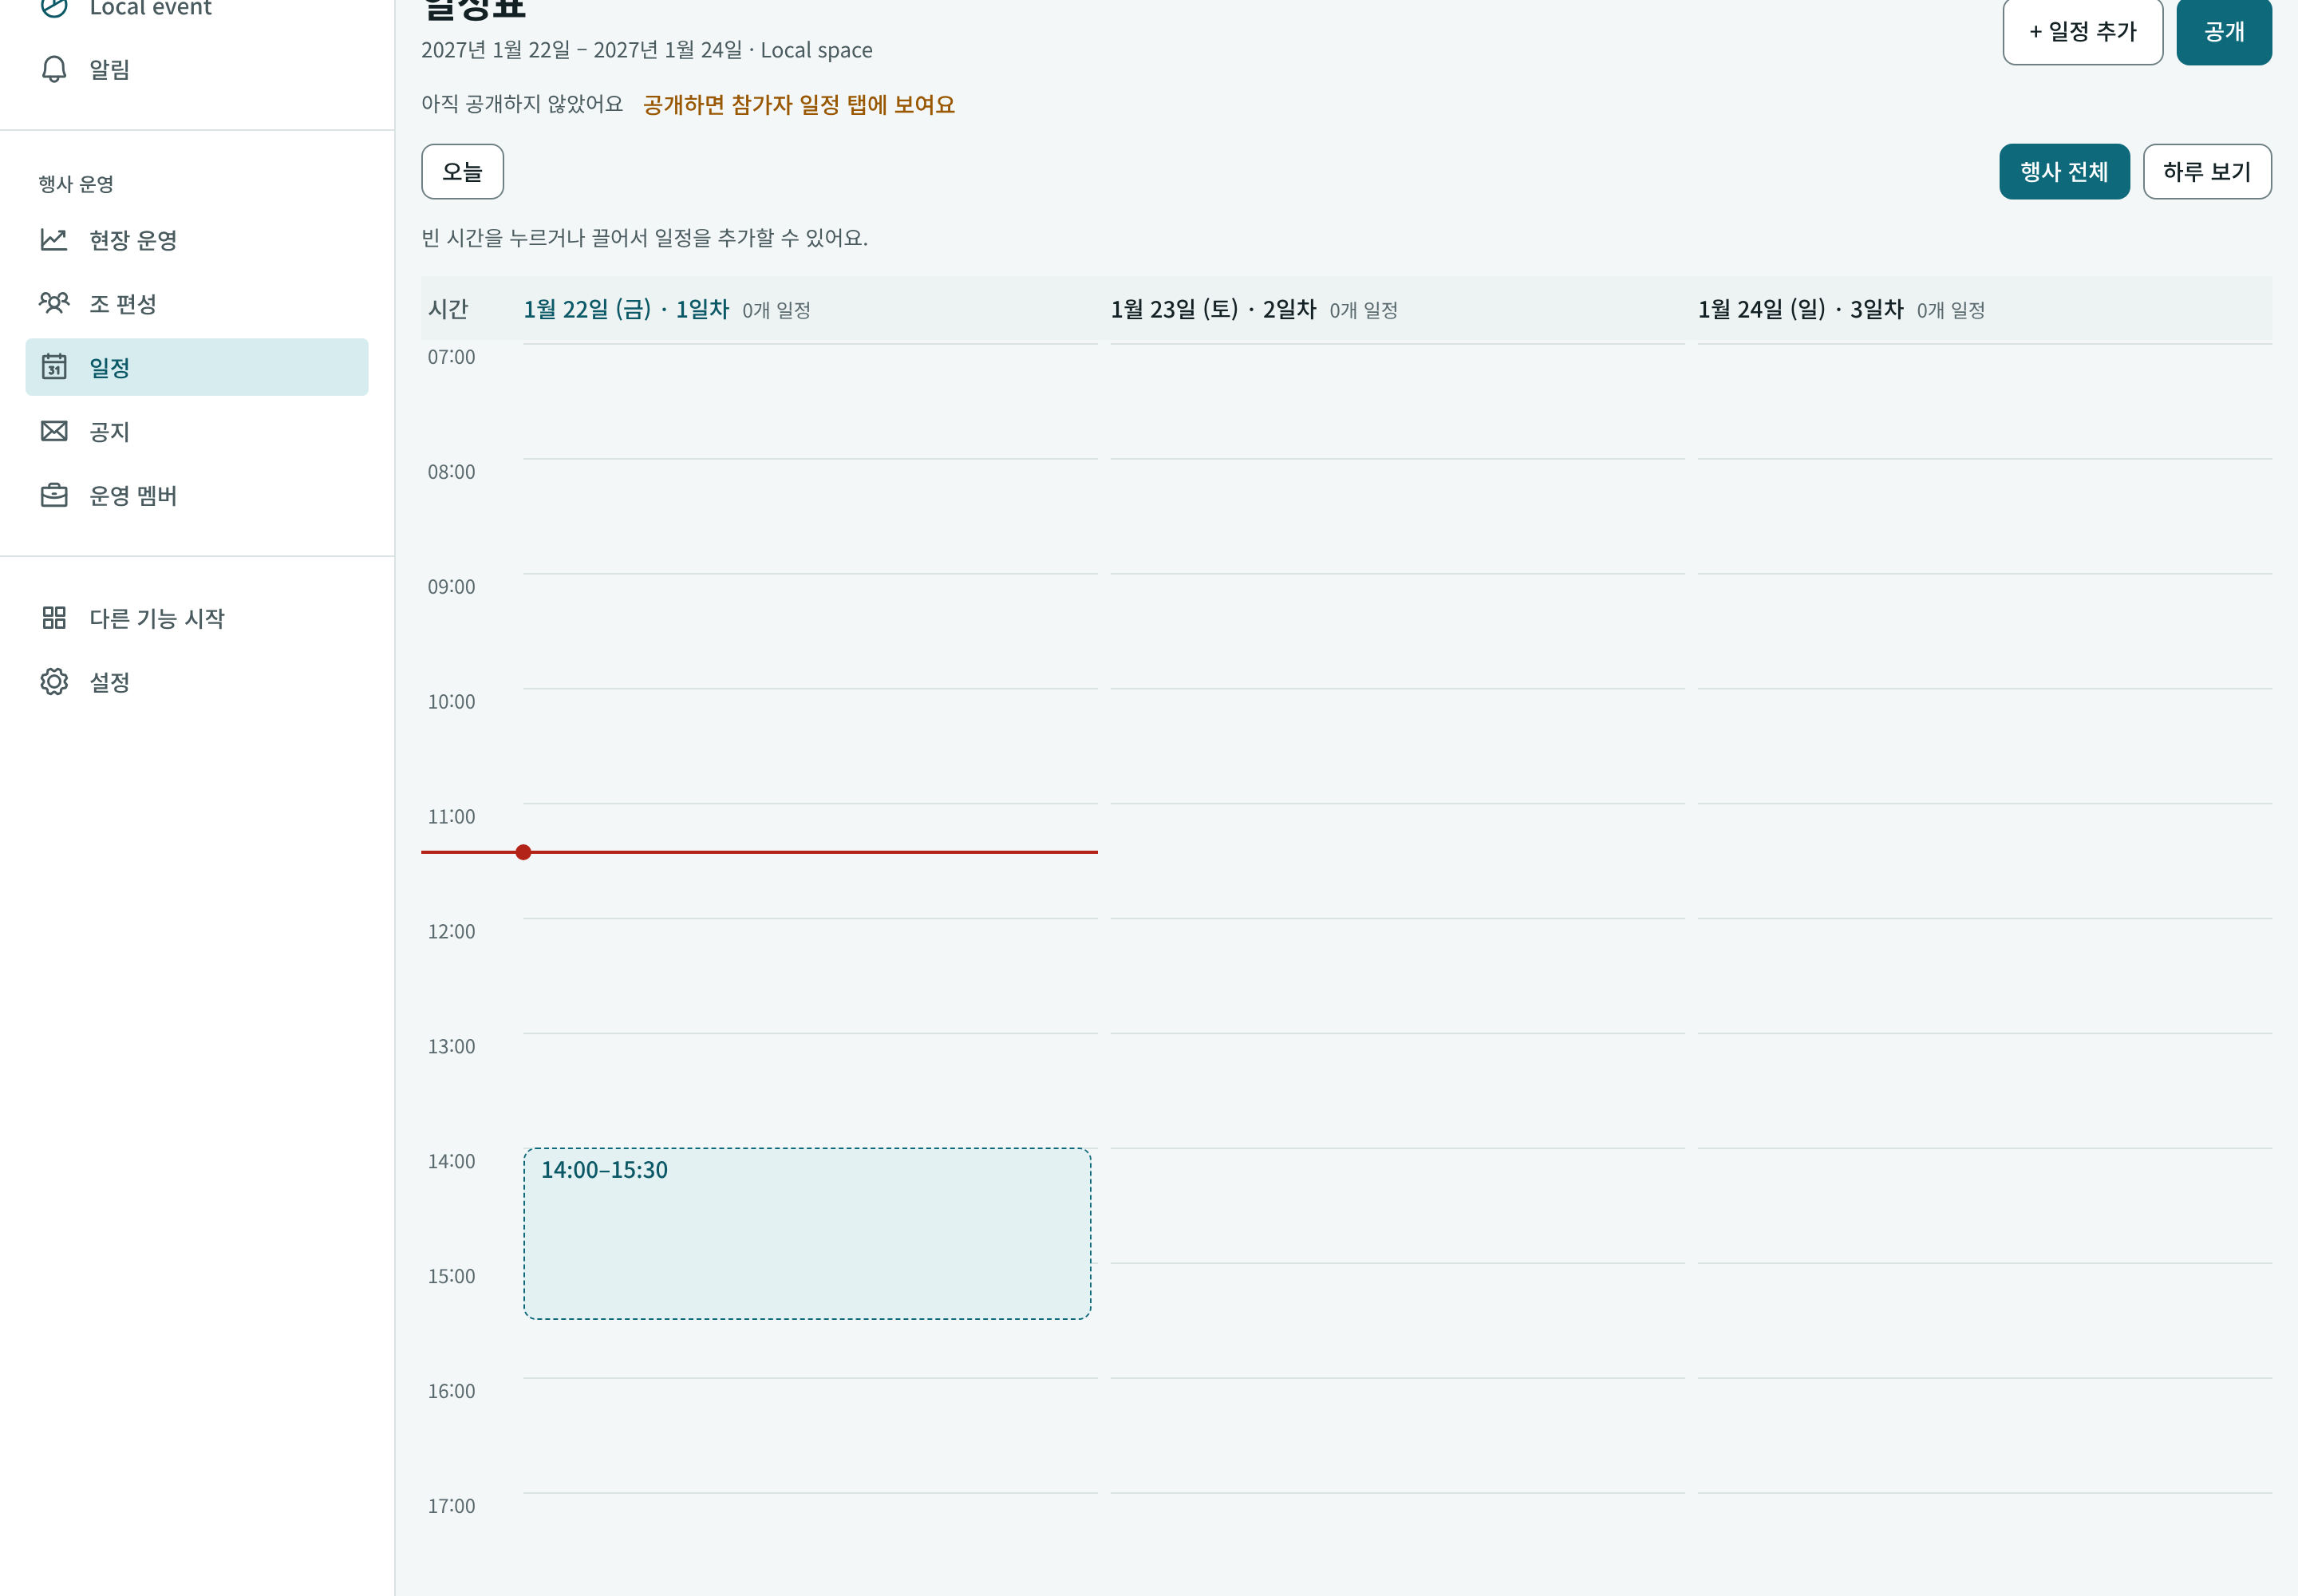 Local event
알림
행사 운영
현장 운영
조 편성
일정
공지
운영 멤버
다른 기능 시작
설정
일정표
2027년 1월 22일 – 2027년 1월 24일 · Local space
+ 일정 추가
공개
아직 공개하지 않았어요 공개하면 참가자 일정 탭에 보여요
오늘
행사 전체
하루 보기
빈 시간을 누르거나 끌어서 일정을 추가할 수 있어요.
시간 1월 22일 (금) · 1일차 0개 일정 1월 23일 (토) · 2일차 0개 일정 1월 24일 (일) · 3일차 0개 일정
07:00
08:00
09:00
10:00
11:00
12:00
13:00
14:00
14:00–15:30
15:00
16:00
17:00
31